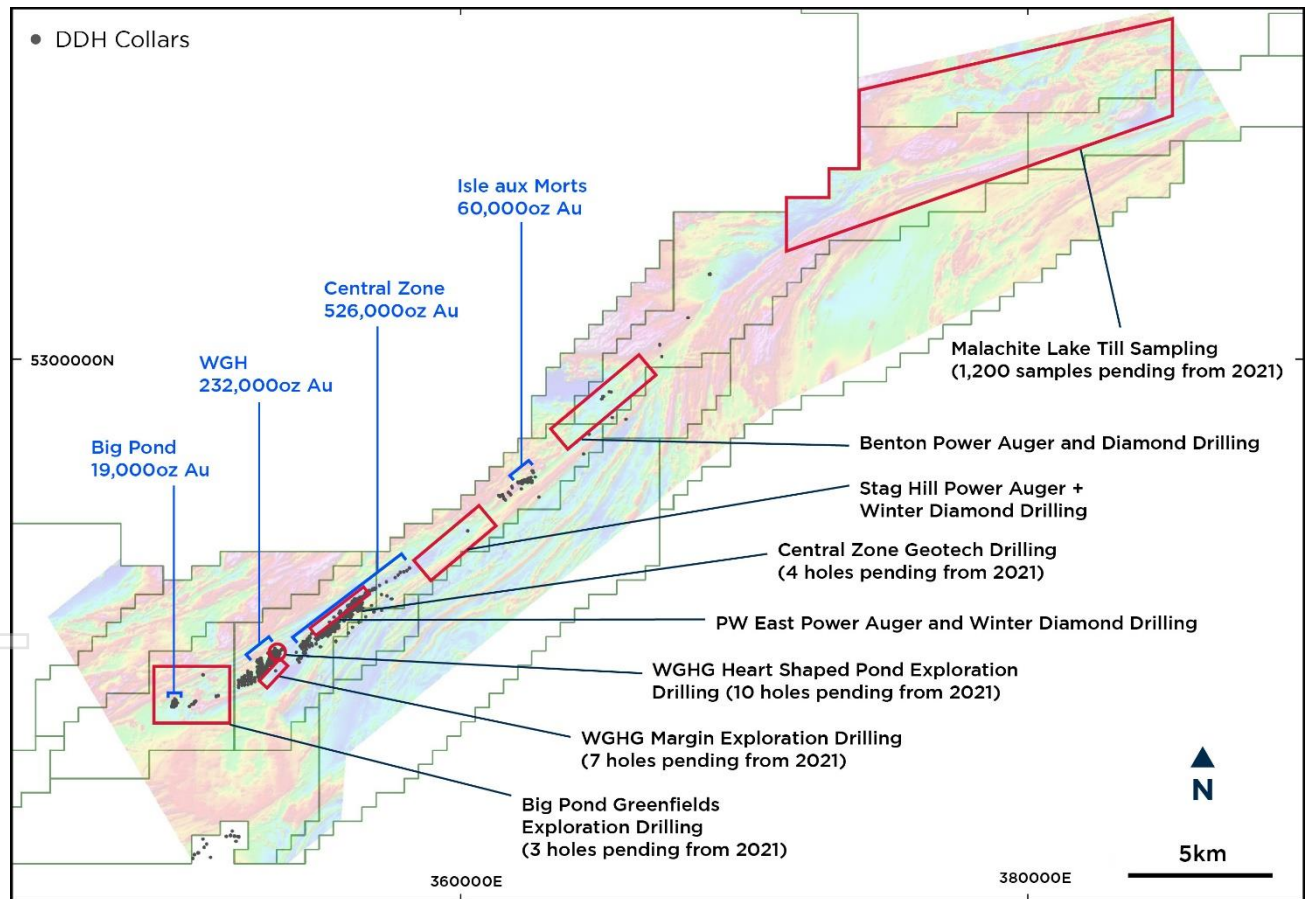 DDH Collars
Isle aux Morts
60,000oz Au
Central Zone
526,000oz Au
5300000N
WGH
232,000oz Au
Malachite Lake Till Sampling
(1,200 samples pending from 2021)
Big Pond
19,000oz Au
Benton Power Auger and Diamond Drilling
Stag Hill Power Auger +
Winter Diamond Drilling
Central Zone Geotech Drilling
(4 holes pending from 2021)
PW East Power Auger and Winter Diamond Drilling
WGHG Heart Shaped Pond Exploration
Drilling (10 holes pending from 2021)
WGHG Margin Exploration Drilling
(7 holes pending from 2021)
Big Pond Greenfields
Exploration Drilling
(3 holes pending from 2021)
N
5km
360000E
380000E